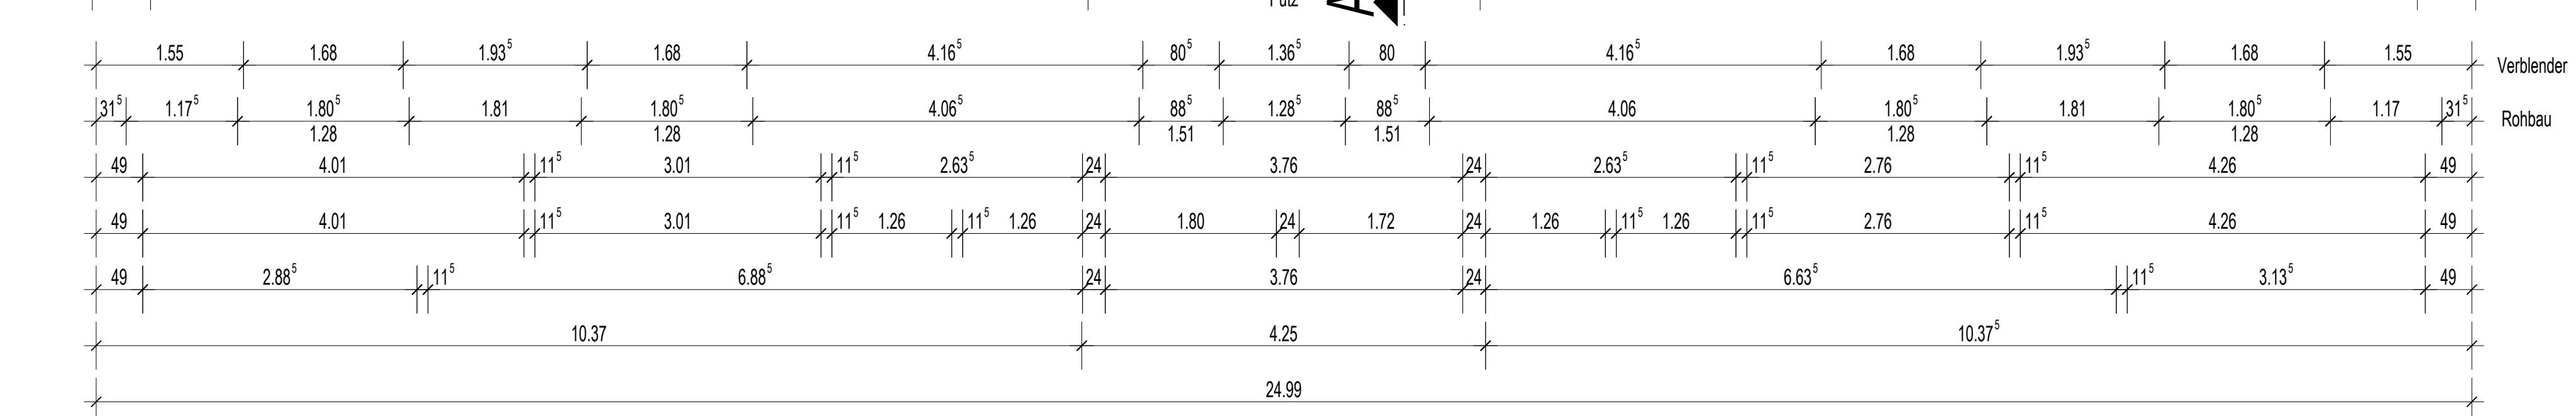 Putz
A
1.55 1.68 1.93⁵ 1.68 4.16⁵ 80⁵ 1.36⁵ 80 4.16⁵ 1.68 1.93⁵ 1.68 1.55 Verblender
31⁵ 1.17⁵ 1.80⁵ 1.81 1.80⁵ 4.06⁵ 88⁵ 1.28⁵ 88⁵ 4.06 1.80⁵ 1.81 1.80⁵ 1.17 31⁵ Rohbau
1.28 1.28 1.51 1.51 1.28 1.28
49 4.01 11⁵ 3.01 11⁵ 2.63⁵ 24 3.76 24 2.63⁵ 11⁵ 2.76 11⁵ 4.26 49
49 4.01 11⁵ 3.01 11⁵ 1.26 11⁵ 1.26 24 1.80 24 1.72 24 1.26 11⁵ 1.26 11⁵ 2.76 11⁵ 4.26 49
49 2.88⁵ 11⁵ 6.88⁵ 24 3.76 24 6.63⁵ 11⁵ 3.13⁵ 49
10.37 4.25 10.37⁵
24.99